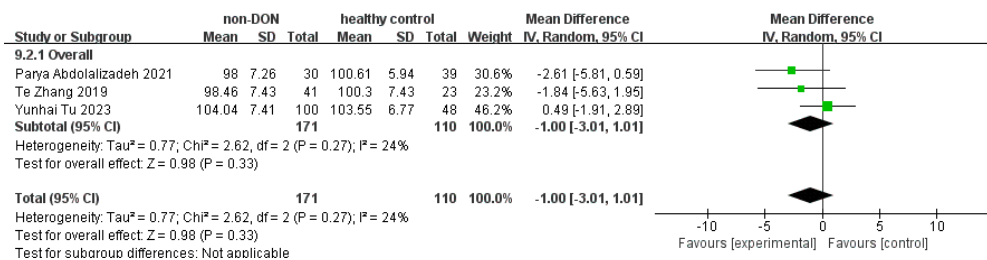 non-DON healthy control Mean Difference Mean Difference
Study or Subgroup Mean SD Total Mean SD Total Weight IV, Random, 95% CI IV, Random, 95% CI
9.2.1 Overall
Parya Abdolalizadeh 2021 98 7.26 30 100.61 5.94 39 30.6% -2.61 [-5.81, 0.59]
Te Zhang 2019 98.46 7.43 41 100.3 7.43 23 23.2% -1.84 [-5.63, 1.95]
Yunhai Tu 2023 104.04 7.41 100 103.55 6.77 48 46.2% 0.49 [-1.91, 2.89]
Subtotal (95% CI) 171 110 100.0% -1.00 [-3.01, 1.01]
Heterogeneity: Tau² = 0.77; Chi² = 2.62, df = 2 (P = 0.27); I² = 24%
Test for overall effect: Z = 0.98 (P = 0.33)
Total (95% CI) 171 110 100.0% -1.00 [-3.01, 1.01]
Heterogeneity: Tau² = 0.77; Chi² = 2.62, df = 2 (P = 0.27); I² = 24%
Test for overall effect: Z = 0.98 (P = 0.33)
Test for subgroup differences: Not applicable
-10 -5 0 5 10
Favours [experimental] Favours [control]